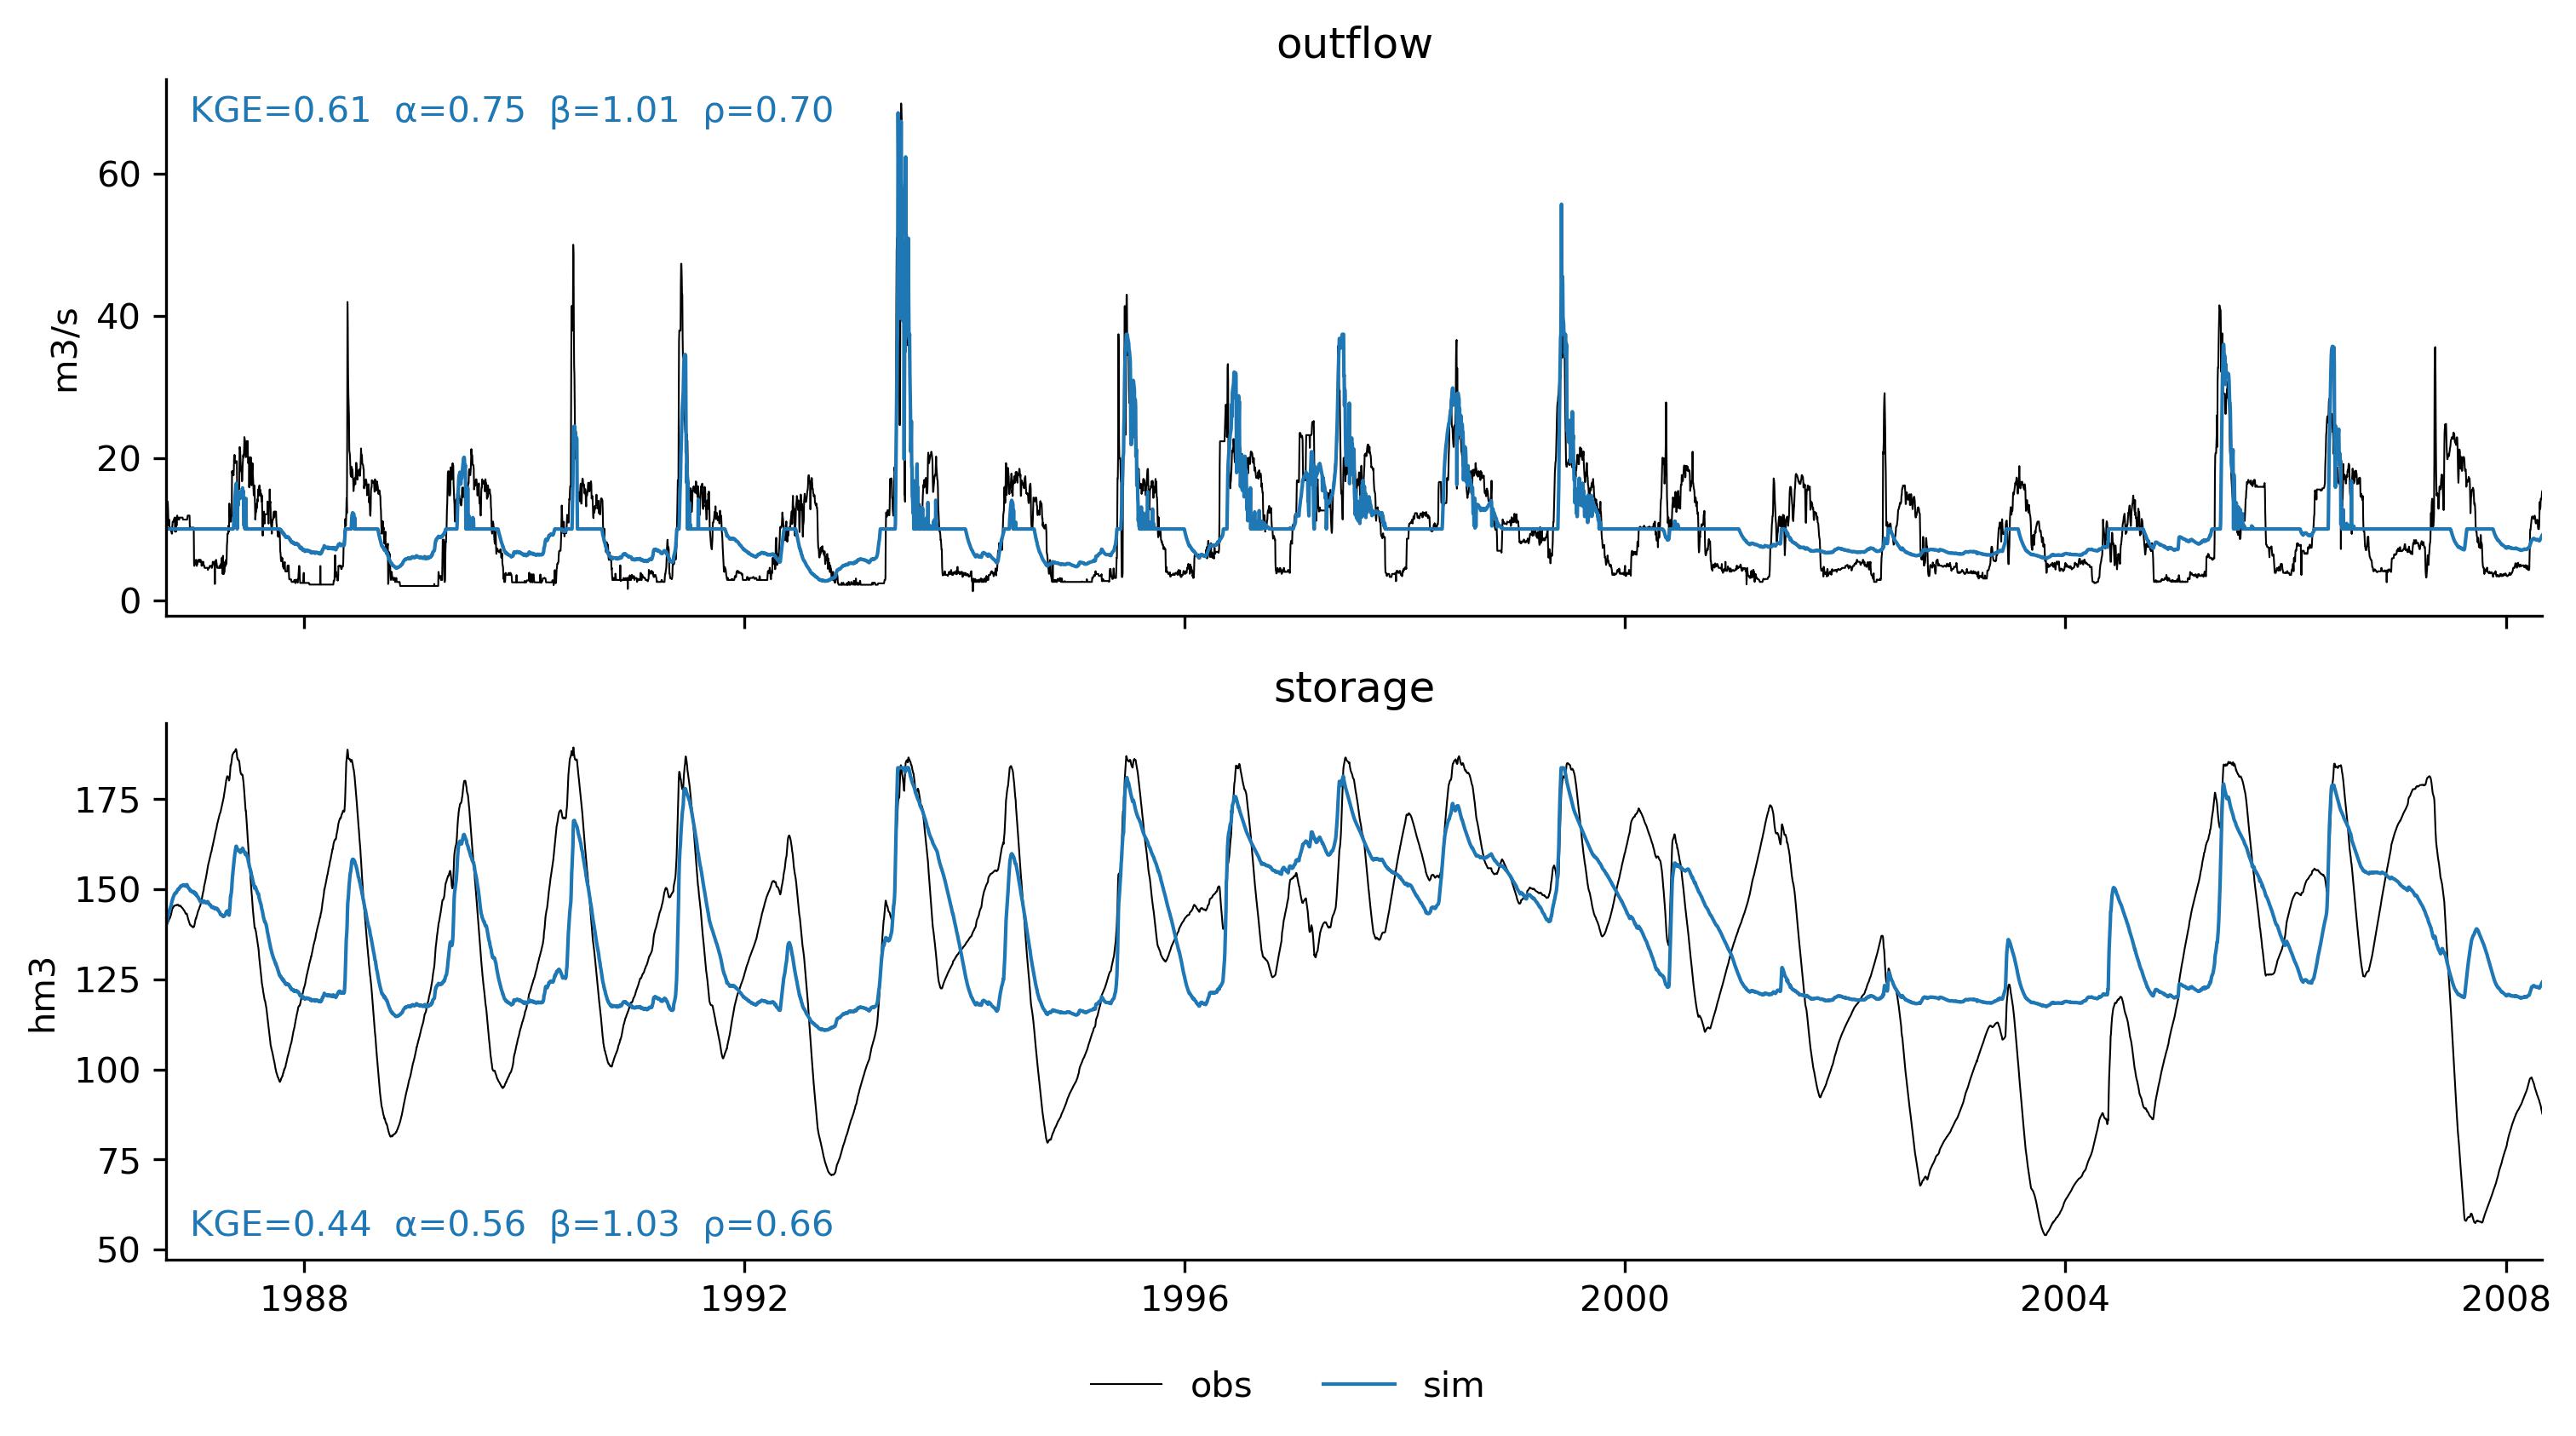 outflow
KGE=0.61 α=0.75 β=1.01 ρ=0.70
m3/s
60
40
20
0
storage
hm3
175
150
125
100
75
50
KGE=0.44 α=0.56 β=1.03 ρ=0.66
1988 1992 1996 2000 2004 2008
obs sim